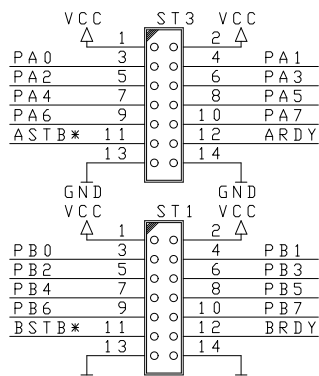 VCC ST3 VCC
1 2
PA0 3 4 PA1
PA2 5 6 PA3
PA4 7 8 PA5
PA6 9 10 PA7
ASTB* 11 12 ARDY
13 14
GND GND
VCC ST1 VCC
1 2
PB0 3 4 PB1
PB2 5 6 PB3
PB4 7 8 PB5
PB6 9 10 PB7
BSTB* 11 12 BRDY
13 14